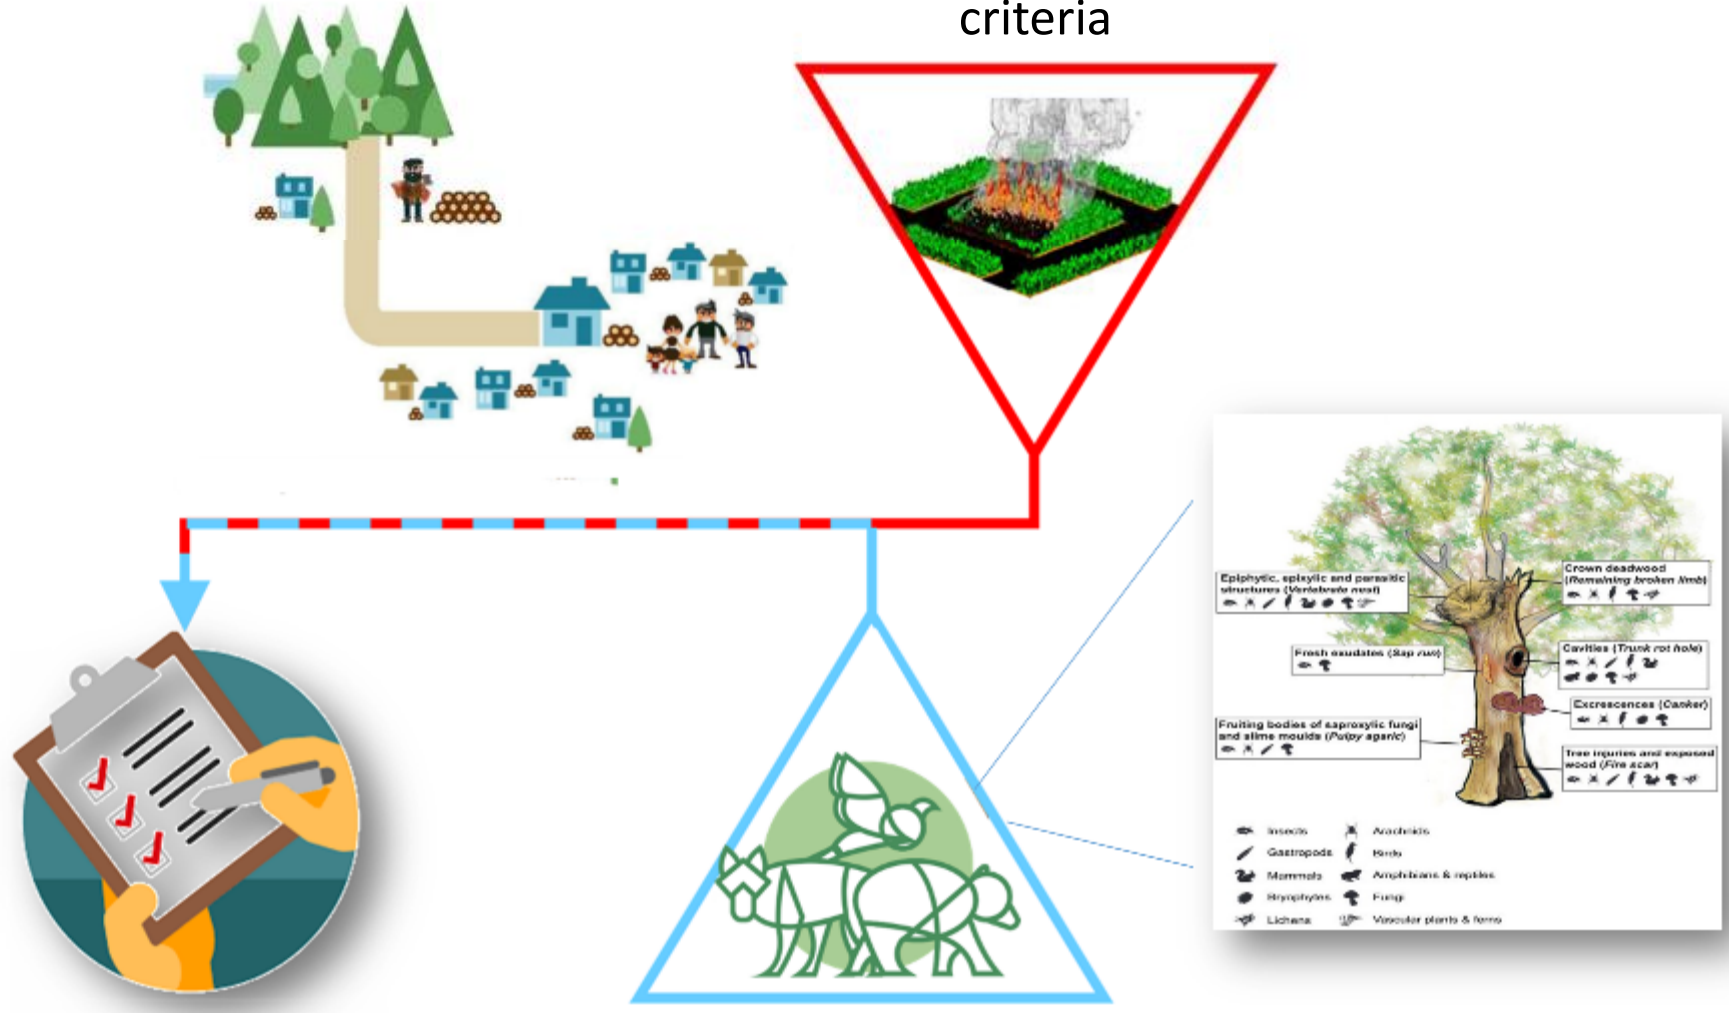 criteria
Epiphytic, epixylic and parasitic
structures (Vertebrate nest)
Crown deadwood
(Remaining broken limb)
Fresh exudates (Sap run)
Cavities (Trunk rot hole)
Excrescences (Canker)
Fruiting bodies of saproxylic fungi
and slime moulds (Pulpy agaric)
Tree injuries and exposed
wood (Fire scar)
Insects
Arachnids
Gastropods
Birds
Mammals
Amphibians & reptiles
Bryophytes
Fungi
Lichens
Vascular plants & ferns